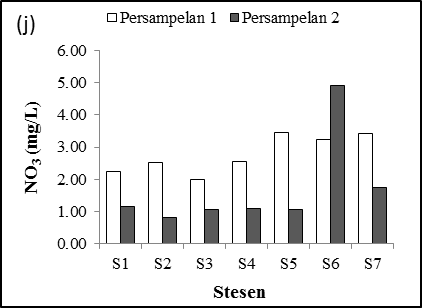 (j)
Persampelan 1 Persampelan 2
6.00
5.00
4.00
3.00
2.00
1.00
0.00
NO3 (mg/L)
S1 S2 S3 S4 S5 S6 S7
Stesen